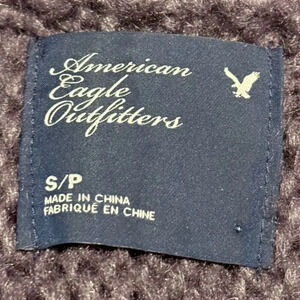 American
Eagle
Outfitters
S/P
MADE IN CHINA
FABRIQUÉ EN CHINE